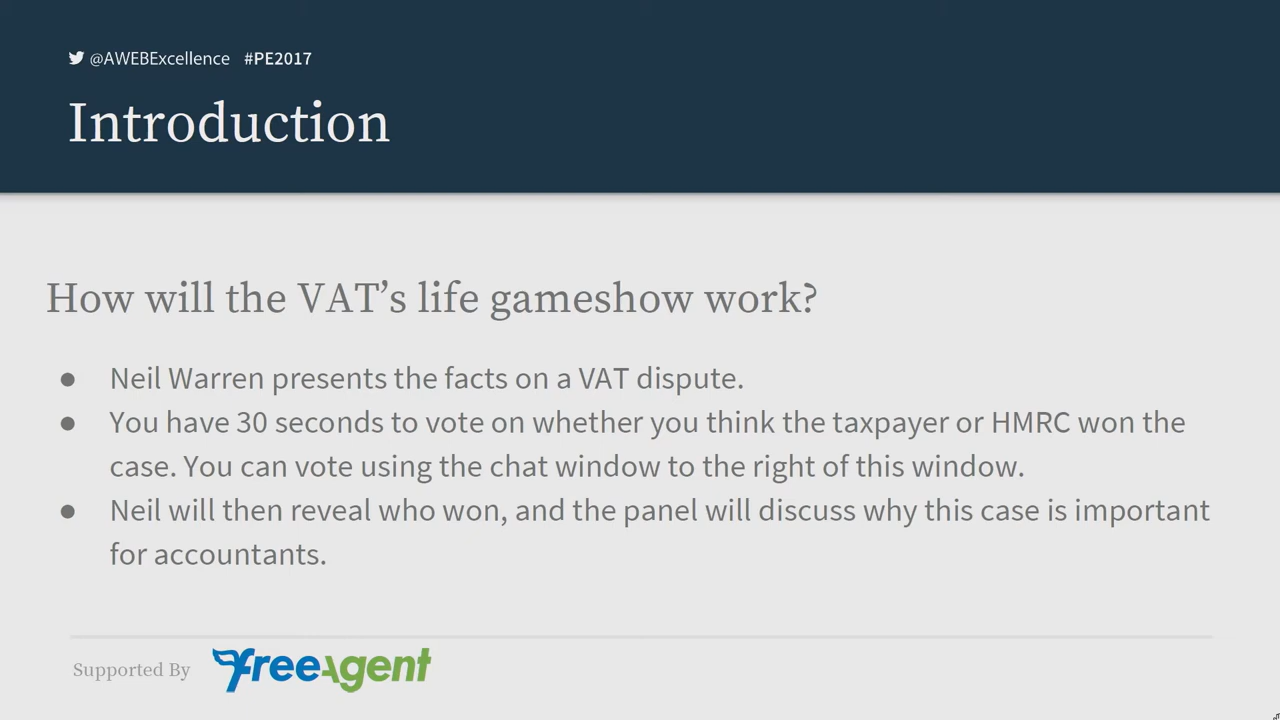 @AWEBExcellence #PE2017
Introduction
How will the VAT’s life gameshow work?
● Neil Warren presents the facts on a VAT dispute.
● You have 30 seconds to vote on whether you think the taxpayer or HMRC won the
case. You can vote using the chat window to the right of this window.
● Neil will then reveal who won, and the panel will discuss why this case is important
for accountants.
Supported By FreeAgent